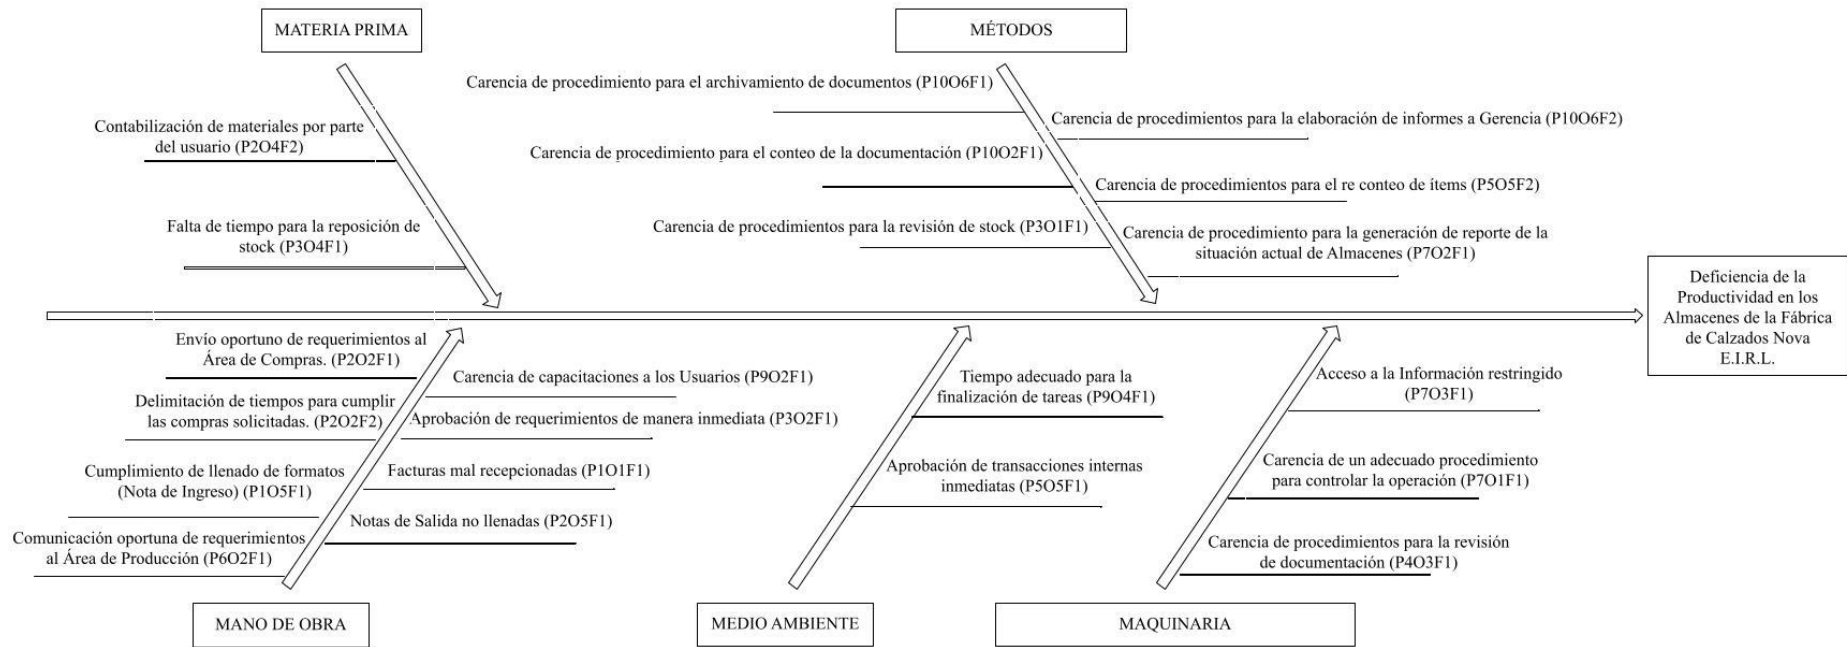 MATERIA PRIMA
MÉTODOS
Carencia de procedimiento para el archivamiento de documentos (P10O6F1)
Contabilización de materiales por parte
del usuario (P2O4F2)
Carencia de procedimientos para la elaboración de informes a Gerencia (P10O6F2)
Carencia de procedimiento para el conteo de la documentación (P10O2F1)
Carencia de procedimientos para el re conteo de ítems (P5O5F2)
Falta de tiempo para la reposición de
stock (P3O4F1)
Carencia de procedimientos para la revisión de stock (P3O1F1)
Carencia de procedimiento para la generación de reporte de la
situación actual de Almacenes (P7O2F1)
Deficiencia de la
Productividad en los
Almacenes de la Fábrica
de Calzados Nova
E.I.R.L.
Envío oportuno de requerimientos al
Área de Compras. (P2O2F1)
Carencia de capacitaciones a los Usuarios (P9O2F1)
Delimitación de tiempos para cumplir
las compras solicitadas. (P2O2F2)
Aprobación de requerimientos de manera inmediata (P3O2F1)
Cumplimiento de llenado de formatos
(Nota de Ingreso) (P1O5F1)
Facturas mal recepcionadas (P1O1F1)
Comunicación oportuna de requerimientos
al Área de Producción (P6O2F1)
Notas de Salida no llenadas (P2O5F1)
Tiempo adecuado para la
finalización de tareas (P9O4F1)
Aprobación de transacciones internas
inmediatas (P5O5F1)
Acceso a la Información restringido
(P7O3F1)
Carencia de un adecuado procedimiento
para controlar la operación (P7O1F1)
Carencia de procedimientos para la revisión
de documentación (P4O3F1)
MANO DE OBRA
MEDIO AMBIENTE
MAQUINARIA